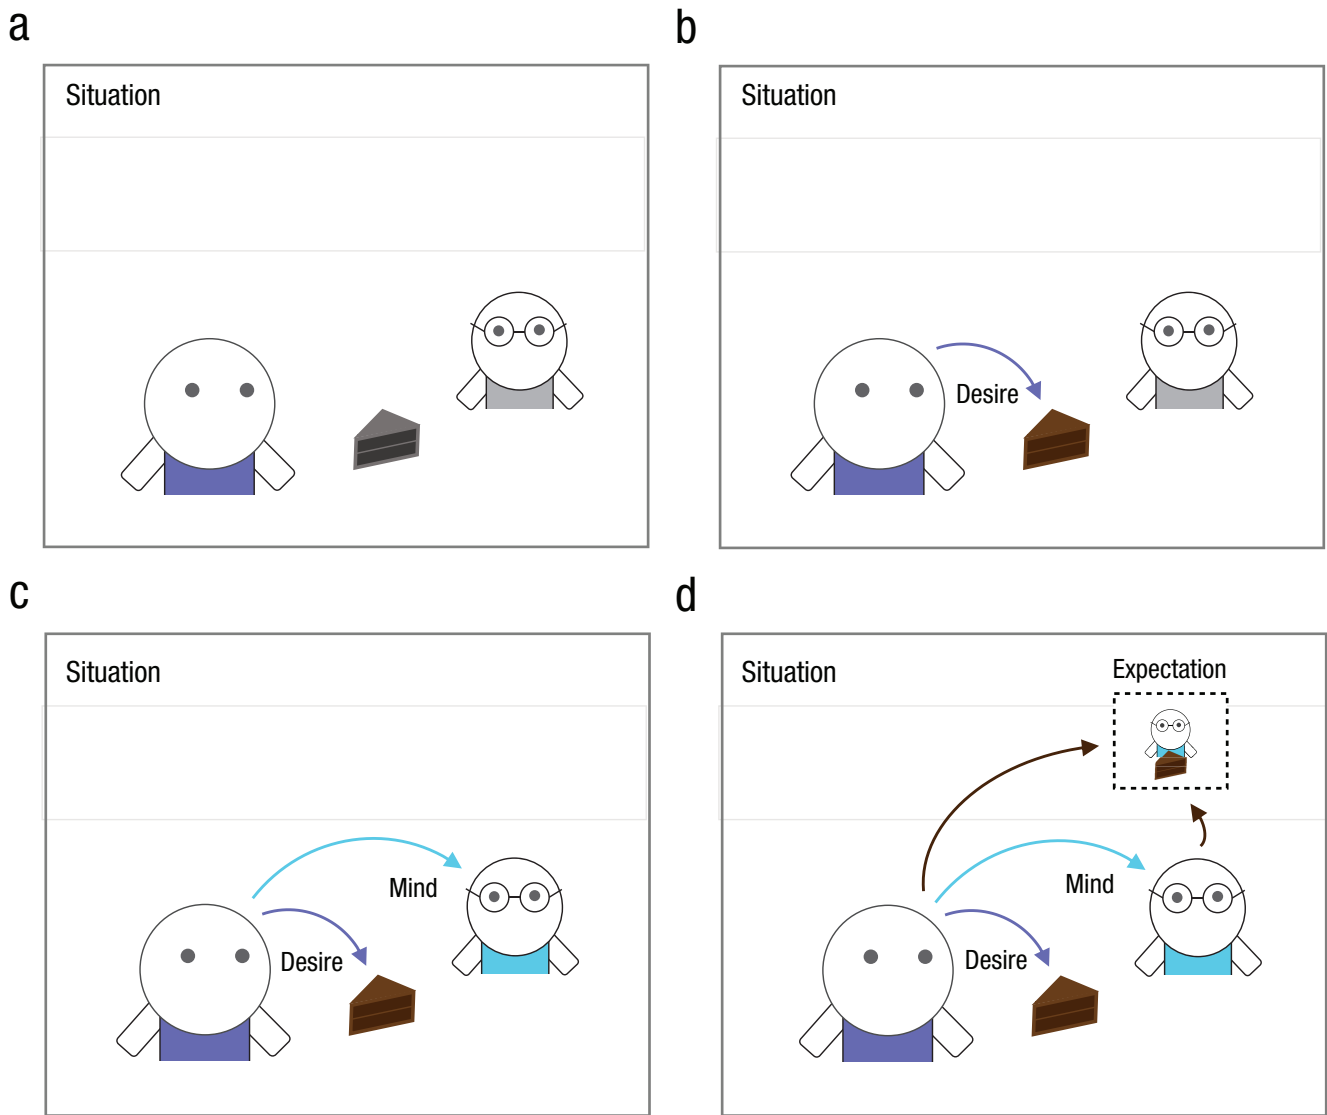 a
Situation
b
Situation
Desire
c
Situation
Mind
Desire
d
Situation
Expectation
Mind
Desire